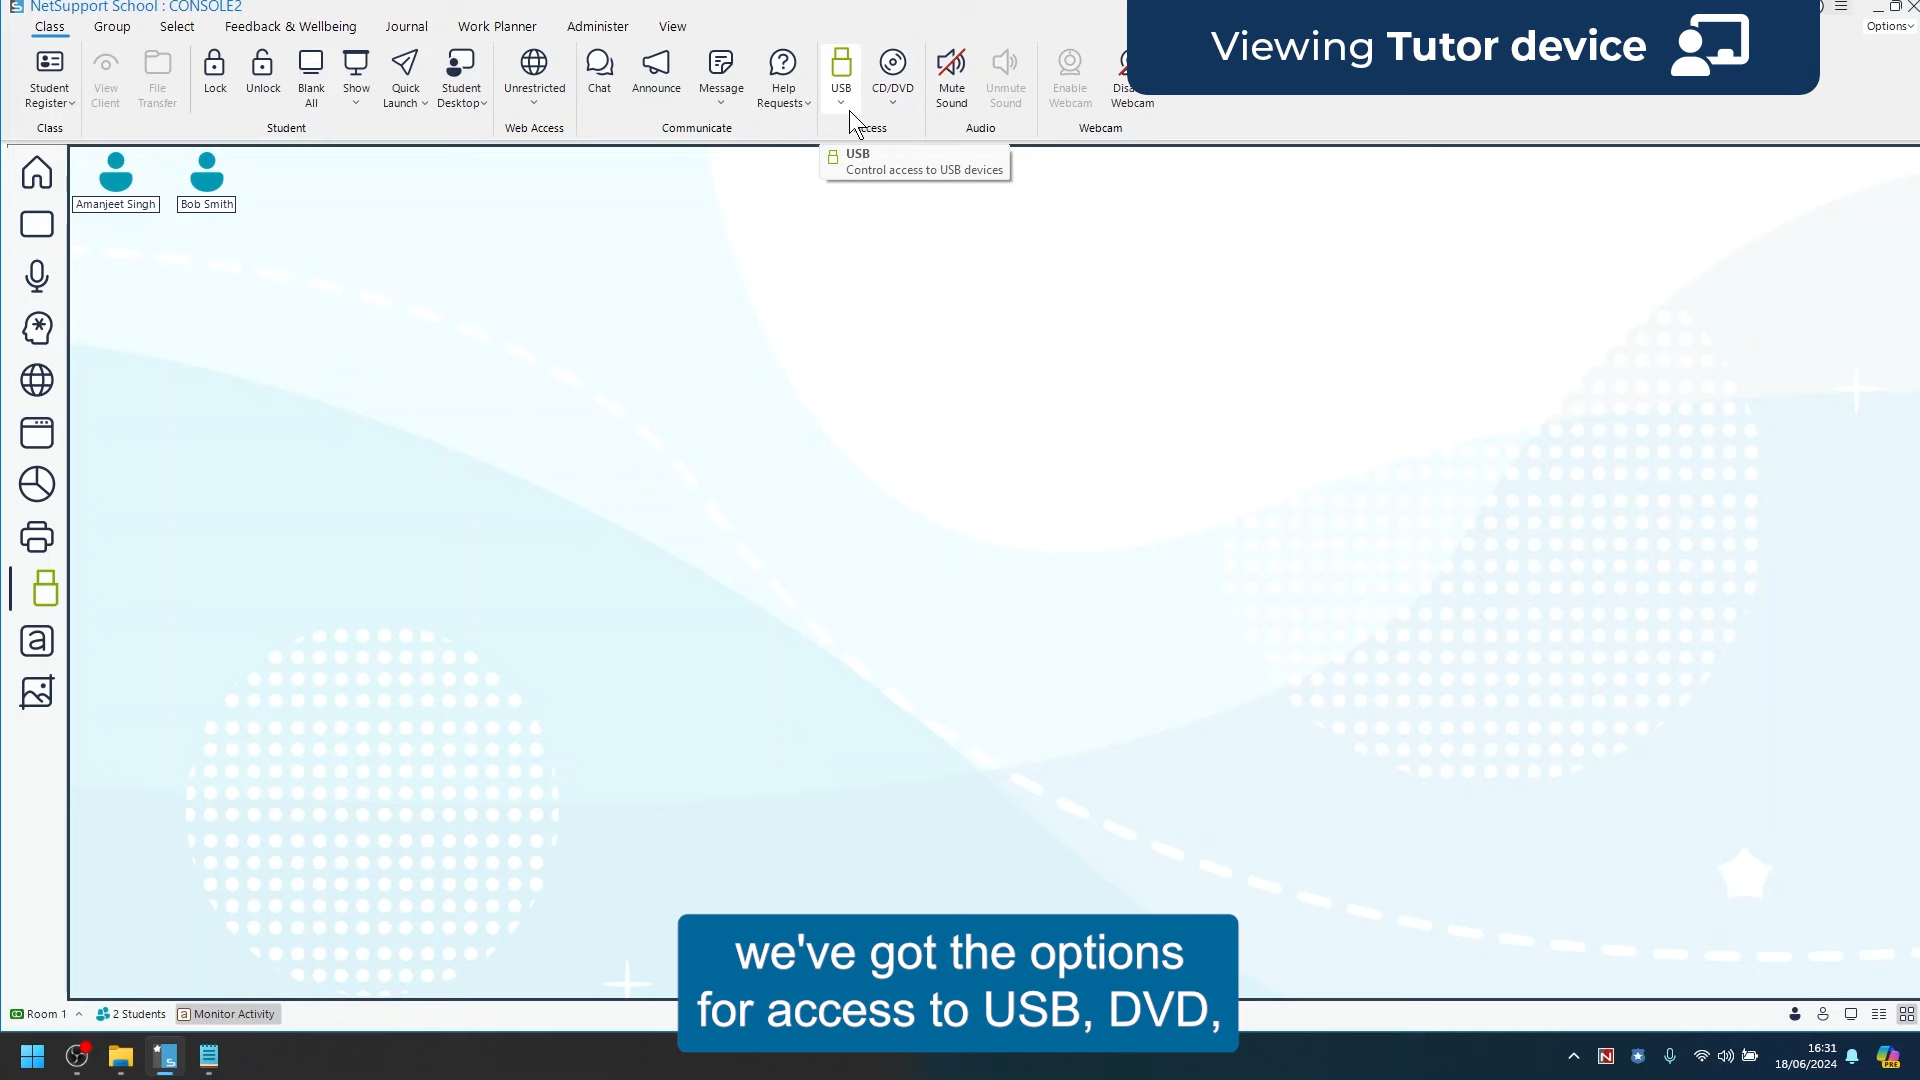 NetSupport School : CONSOLE2
Class Group Select Feedback & Wellbeing Journal Work Planner Administer View
Options
Viewing Tutor device
Student Register
View Client
File Transfer
Lock
Unlock
Blank All
Show
Quick Launch
Student Desktop
Unrestricted
Chat
Announce
Message
Help Requests
USB
CD/DVD
Mute Sound
Unmute Sound
Enable Webcam
Webcam
Class Student Web Access Communicate Audio Webcam
USB
Control access to USB devices
Amanjeet Singh
Bob Smith
a
we've got the options
for access to USB, DVD,
Room 1
2 Students
a Monitor Activity
S
N
PRE
16:31
18/06/2024